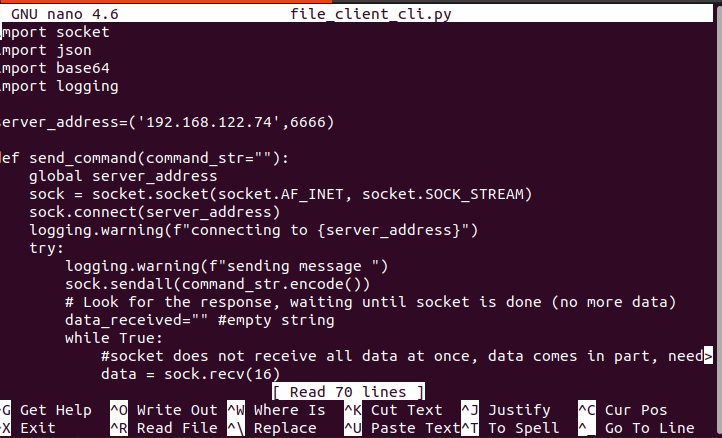 GNU nano 4.6 file_client_cli.py
mport socket
mport json
mport base64
mport logging
server_address=('192.168.122.74',6666)
def send_command(command_str=""):
global server_address
sock = socket.socket(socket.AF_INET, socket.SOCK_STREAM)
sock.connect(server_address)
logging.warning(f"connecting to {server_address}")
try:
logging.warning(f"sending message ")
sock.sendall(command_str.encode())
# Look for the response, waiting until socket is done (no more data)
data_received="" #empty string
while True:
#socket does not receive all data at once, data comes in part, need>
data = sock.recv(16)
[ Read 70 lines ]
^G Get Help ^O Write Out ^W Where Is ^K Cut Text ^J Justify ^C Cur Pos
^X Exit ^R Read File ^\ Replace ^U Paste Text ^T To Spell ^_ Go To Line